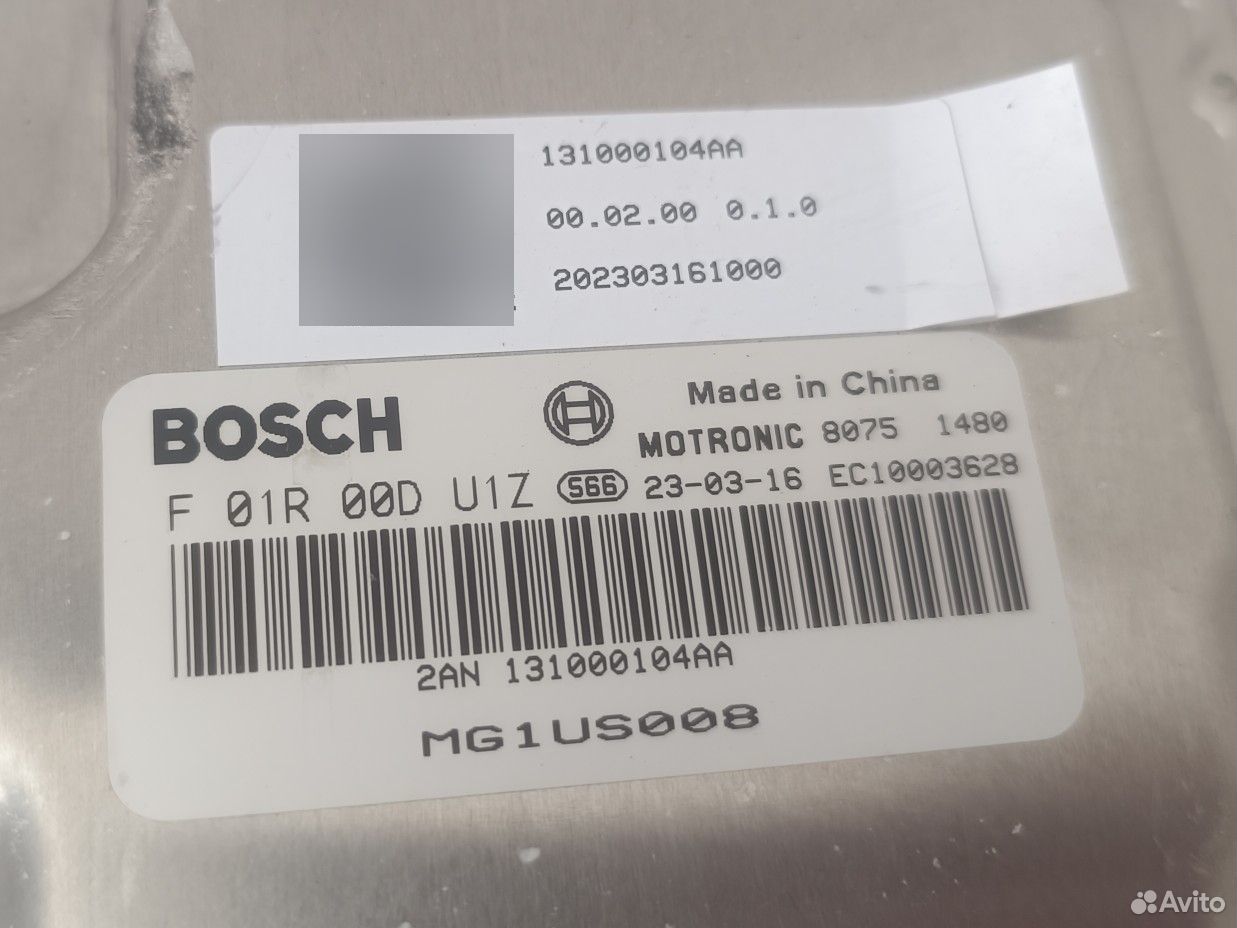 131000104AA
00.02.00 0.1.0
202303161000
BOSCH
Made in China
MOTRONIC 8075 1480
F 01R 00D U1Z S66 23-03-16 EC10003628
2AN 131000104AA
MG1US008
Avito